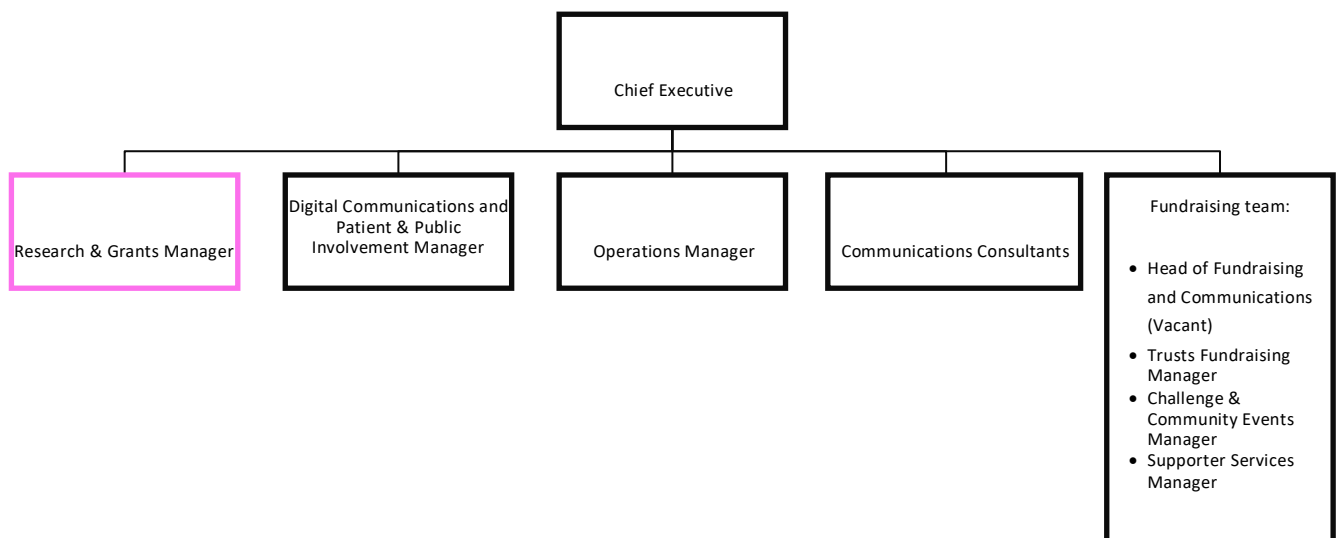 Chief Executive
Research & Grants Manager
Digital Communications and
Patient & Public
Involvement Manager
Operations Manager
Communications Consultants
Fundraising team:
• Head of Fundraising
and Communications
(Vacant)
• Trusts Fundraising
Manager
• Challenge &
Community Events
Manager
• Supporter Services
Manager